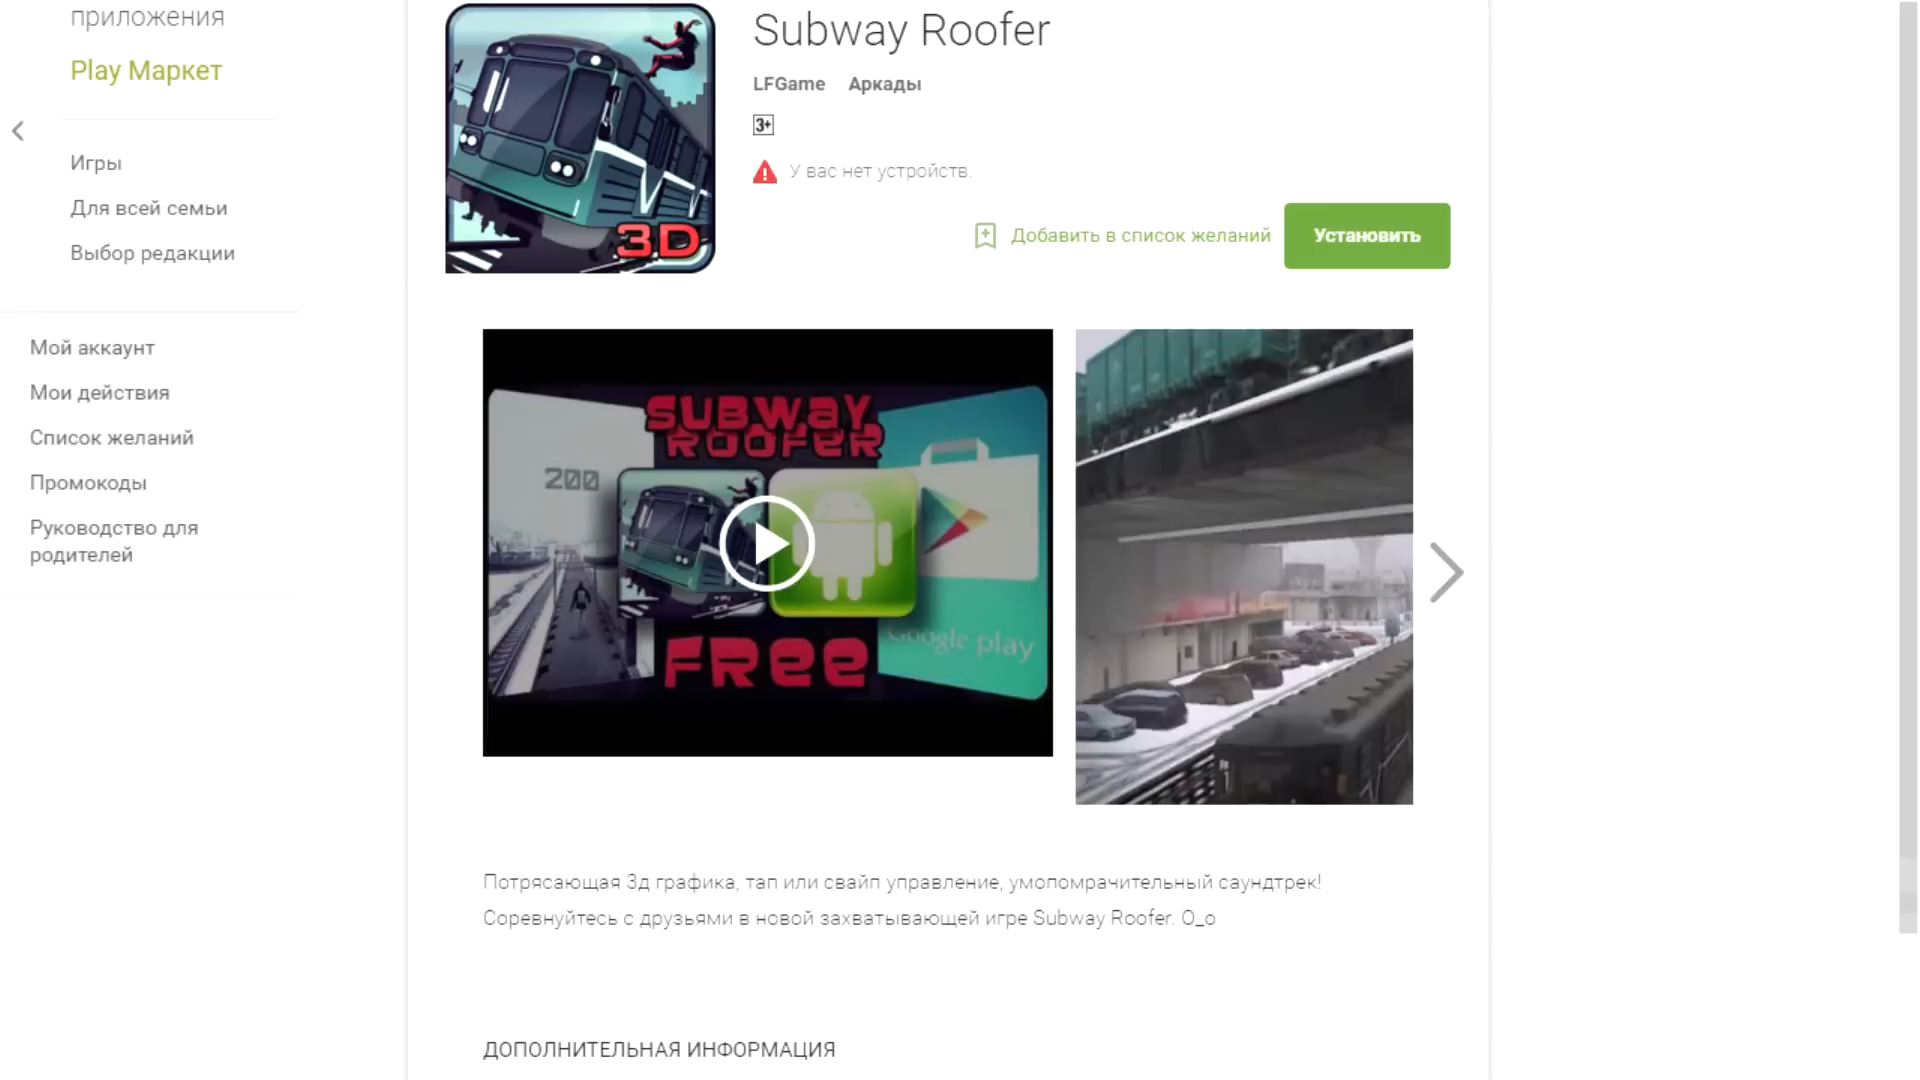 приложения
Play Маркет
Игры
Для всей семьи
Выбор редакции
Мой аккаунт
Мои действия
Список желаний
Промокоды
Руководство для
родителей
Subway Roofer
LFGame Аркады
3+
У вас нет устройств.
Добавить в список желаний
Установить
3D
SUBWAY
ROOFER
200
FREE
Google play
Потрясающая 3д графика, тап или свайп управление, умопомрачительный саундтрек!
Соревнуйтесь с друзьями в новой захватывающей игре Subway Roofer. O_o
ДОПОЛНИТЕЛЬНАЯ ИНФОРМАЦИЯ